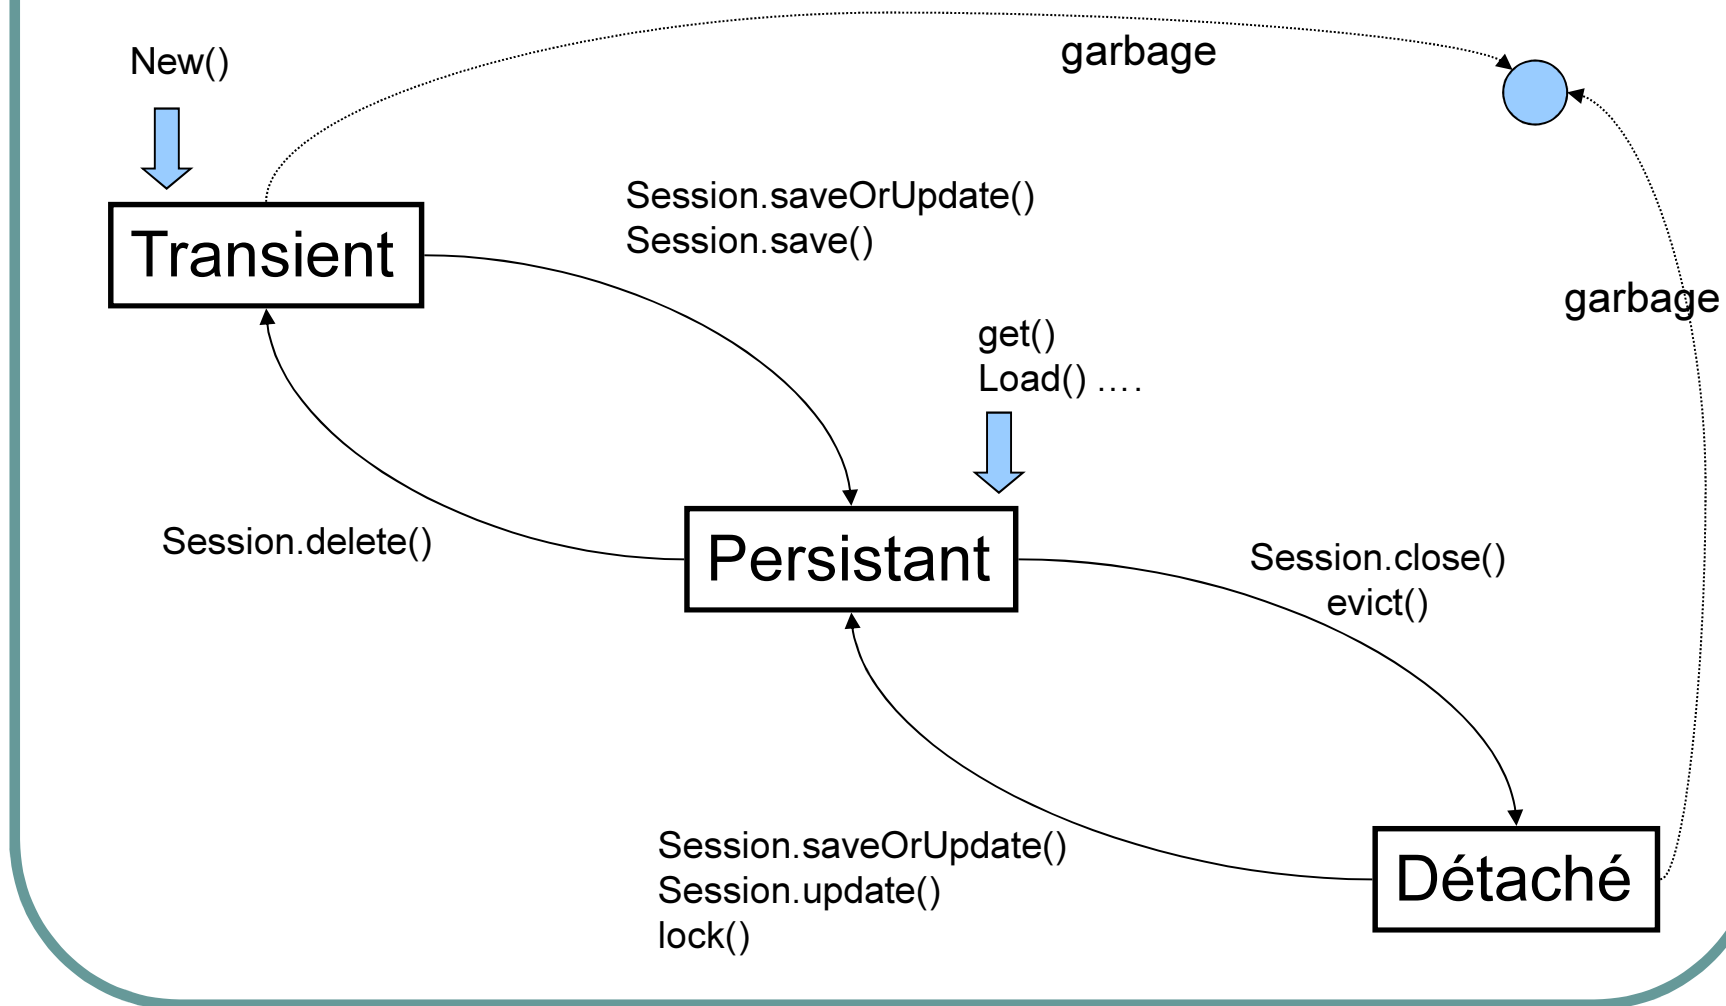 garbage
New()
Session.saveOrUpdate()
Session.save()
Transient
garbage
get()
Load() ....
Session.delete()
Persistant
Session.close()
evict()
Session.saveOrUpdate()
Session.update()
lock()
Détaché